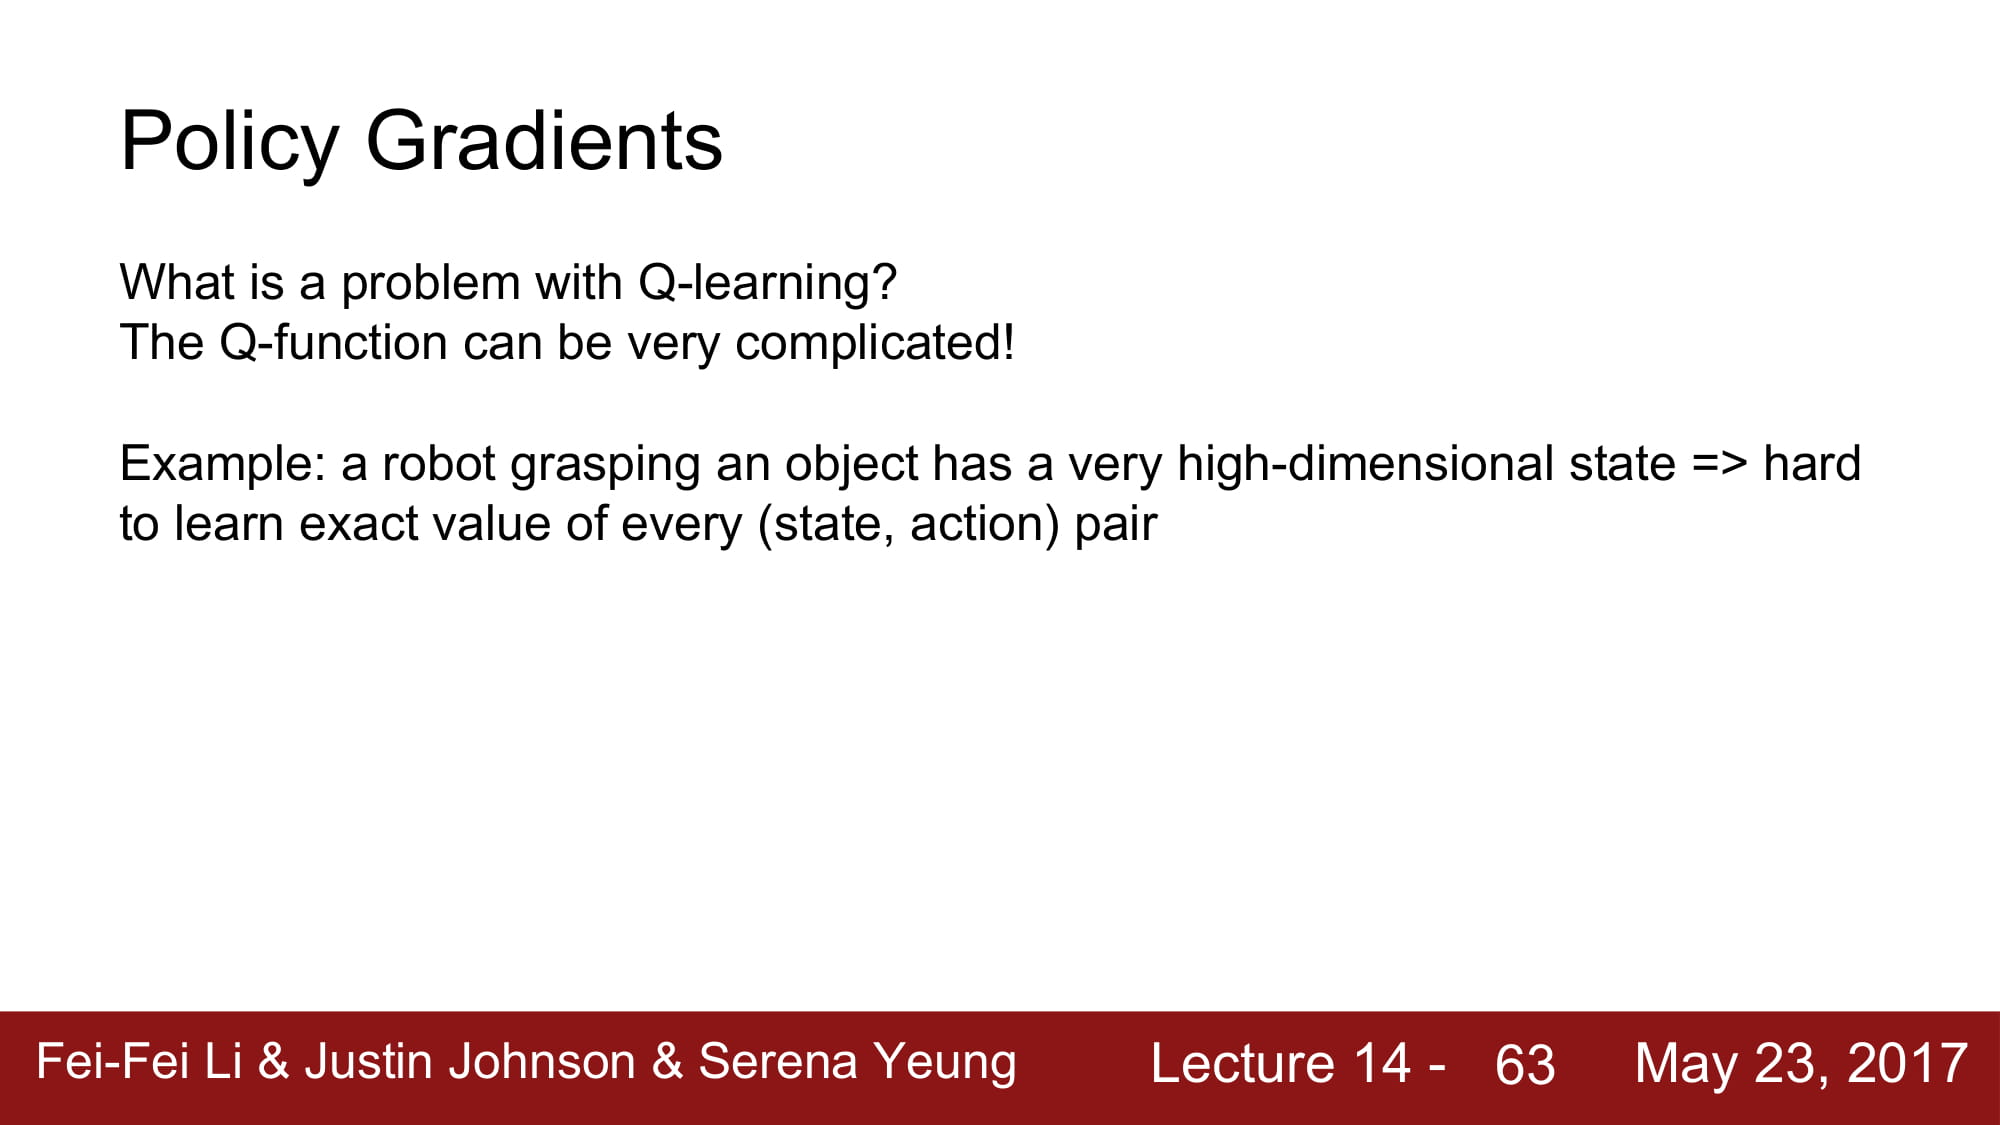 Policy Gradients
What is a problem with Q-learning?
The Q-function can be very complicated!
Example: a robot grasping an object has a very high-dimensional state => hard
to learn exact value of every (state, action) pair
Fei-Fei Li & Justin Johnson & Serena Yeung Lecture 14 - 63 May 23, 2017